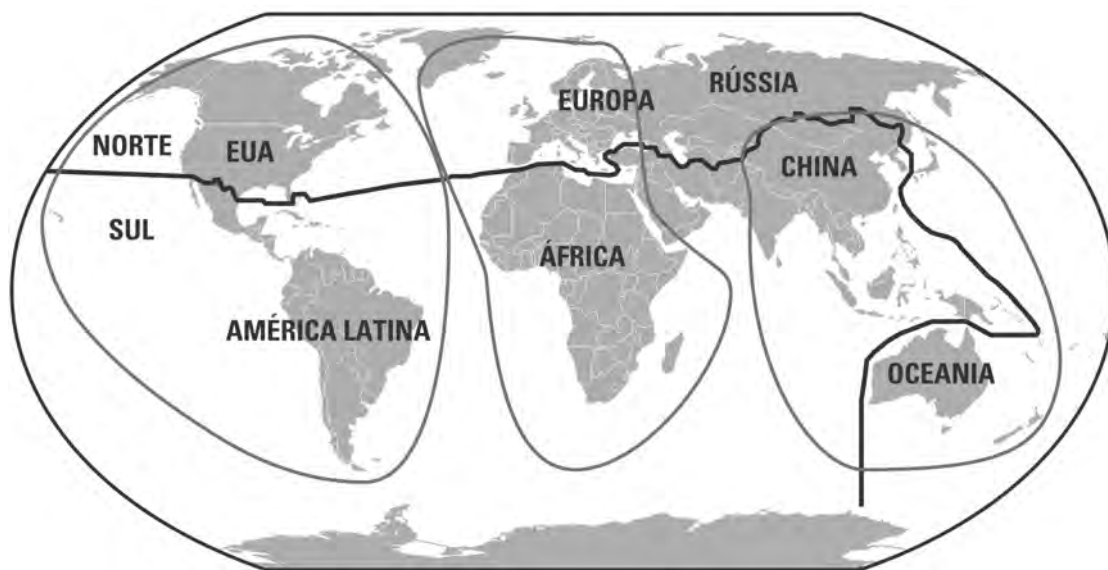 RÚSSIA
EUROPA
NORTE
EUA
CHINA
SUL
ÁFRICA
AMÉRICA LATINA
OCEANIA